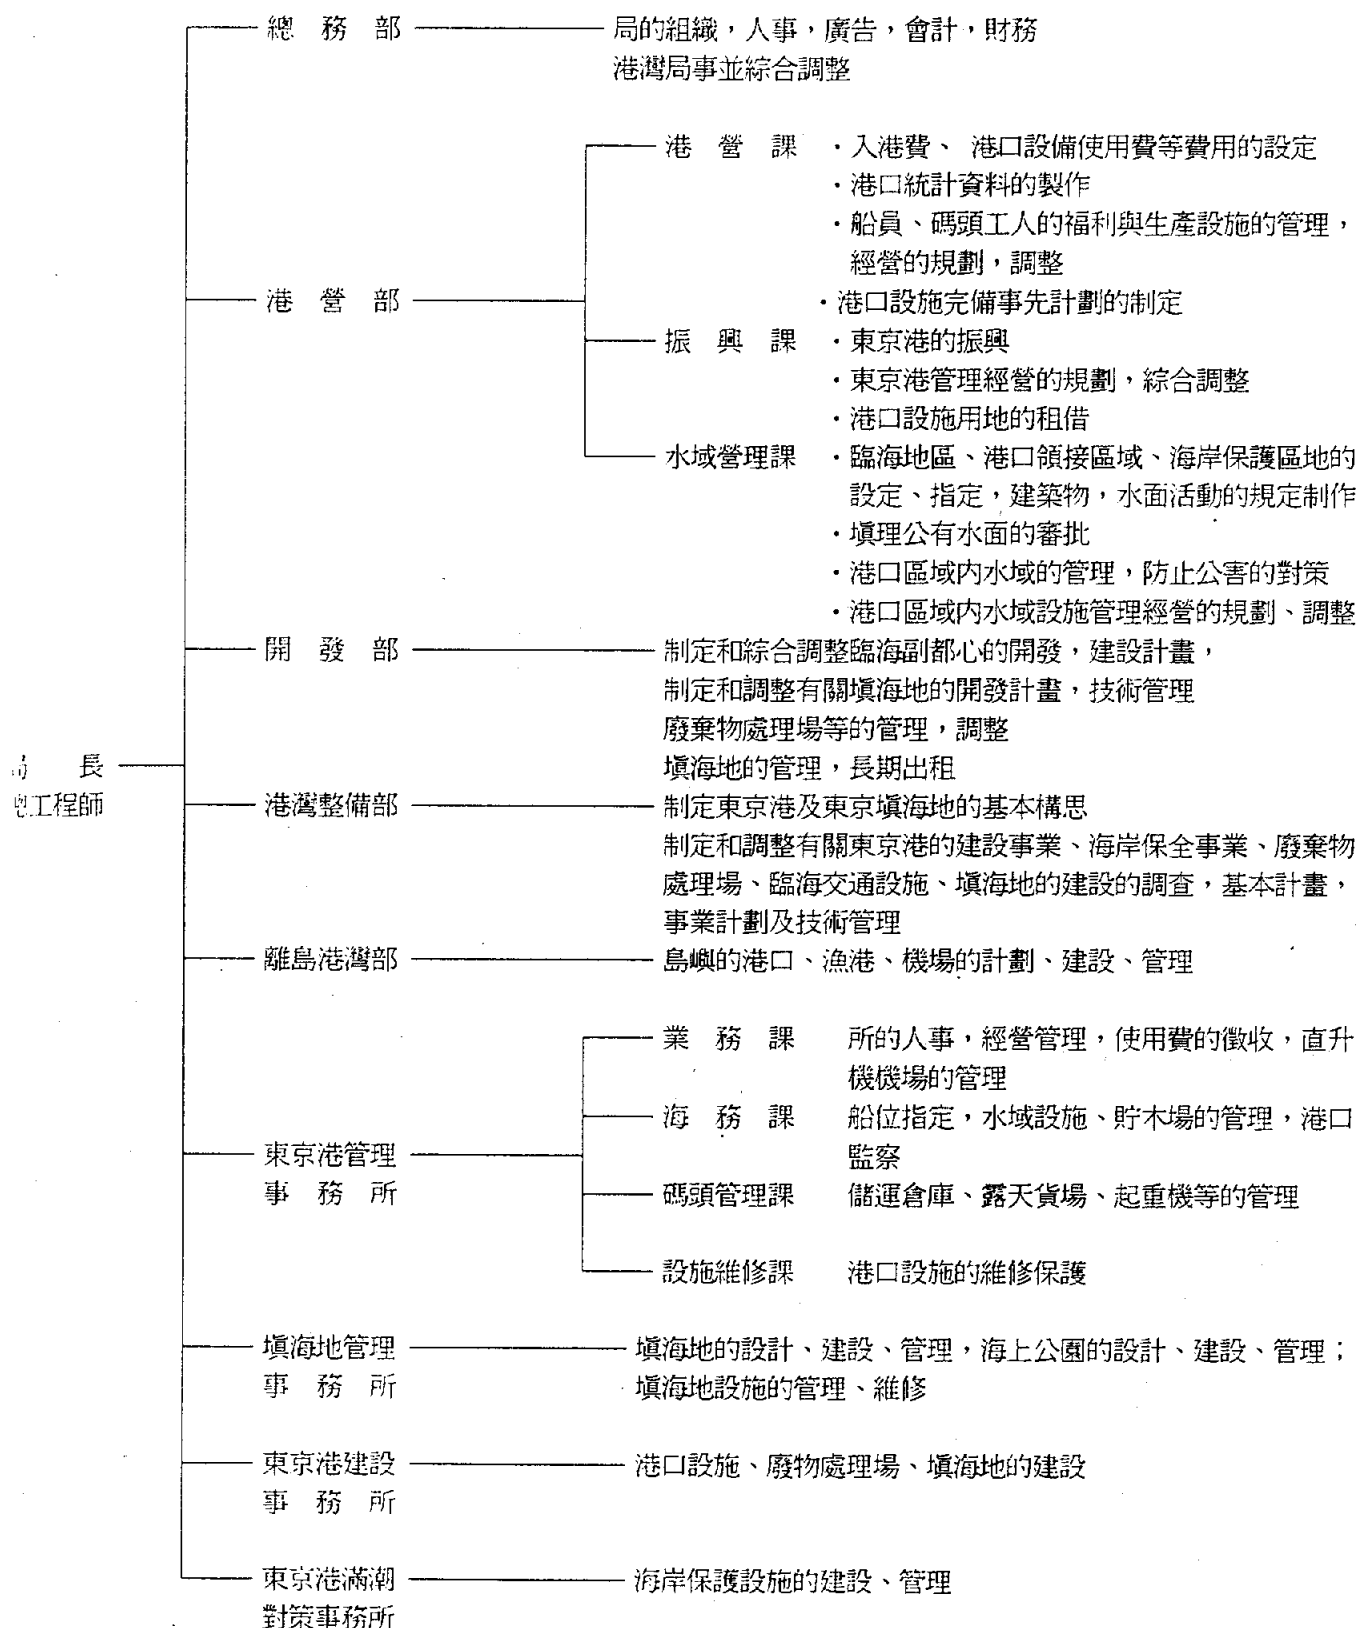 總務部 局的組織，人事，廣告，會計，財務
港灣局事並綜合調整
港營課 ・入港費、 港口設備使用費等費用的設定
・港口統計資料的製作
・船員、碼頭工人的福利與生產設施的管理，
經營的規劃，調整
港營部 ・港口設施完備事先計劃的制定
振興課 ・東京港的振興
・東京港管理經營的規劃，綜合調整
・港口設施用地的租借
水域營理課 ・臨海地區、港口領接區域、海岸保護區地的
設定、指定，建築物，水面活動的規定制作
・填理公有水面的審批
・港口區域内水域的管理，防止公害的對策
・港口區域内水域設施管理經營的規劃、調整
開發部 制定和綜合調整臨海副都心的開發，建設計畫，
制定和調整有關填海地的開發計畫，技術管理
廢棄物處理場等的管理，調整
局長 填海地的管理，長期出租
工程師 港灣整備部 制定東京港及東京填海地的基本構思
制定和調整有關東京港的建設事業、海岸保全事業、廢棄物
處理場、臨海交通設施、填海地的建設的調查，基本計畫，
事業計劃及技術管理
離島港灣部 島嶼的港口、漁港、機場的計劃、建設、管理
業務課 所的人事，經營管理，使用費的徵收，直升
機機場的管理
海務課 船位指定，水域設施、貯木場的管理，港口
監察
東京港管理
事務所
碼頭管理課 儲運倉庫、露天貨場、起重機等的管理
設施維修課 港口設施的維修保護
填海地管理 填海地的設計、建設、管理，海上公園的設計、建設、管理；
事務所 填海地設施的管理、維修
東京港建設 港口設施、廢物處理場、填海地的建設
事務所
東京港滿潮 海岸保護設施的建設、管理
對策事務所